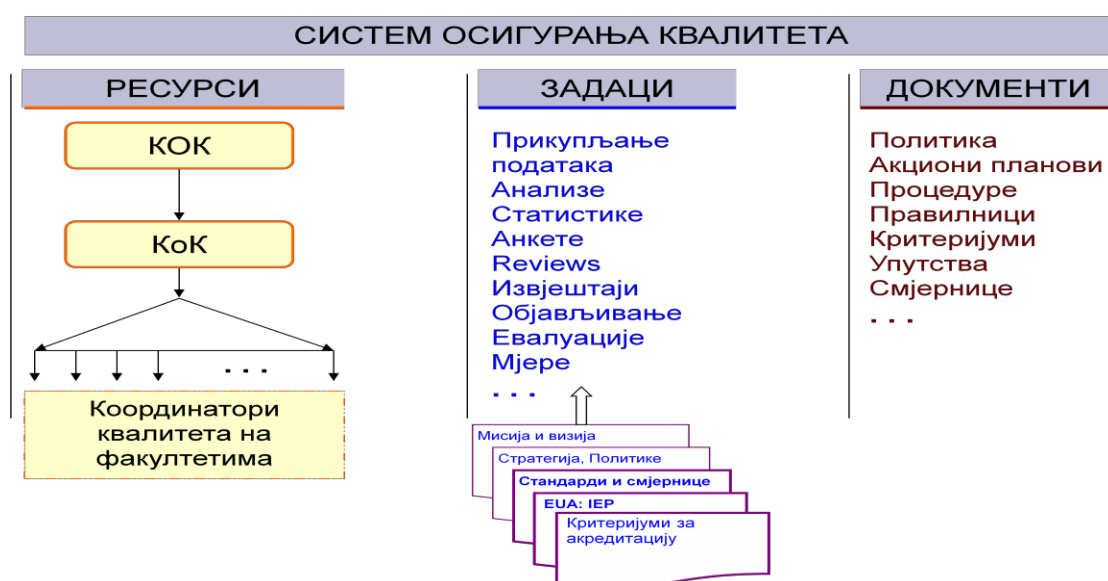 СИСТЕМ ОСИГУРАЊА КВАЛИТЕТА
РЕСУРСИ
КОК
КоК
. . .
Координатори
квалитета на
факултетима
ЗАДАЦИ
Прикупљање
података
Анализе
Статистике
Анкете
Reviews
Извјештаји
Објављивање
Евалуације
Мјере
. . .
Мисија и визија
Стратегија, Политике
Стандарди и смјернице
EUA: IEP
Критеријуми за
акредитацију
ДОКУМЕНТИ
Политика
Акциони планови
Процедуре
Правилници
Критеријуми
Упутства
Смјернице
. . .